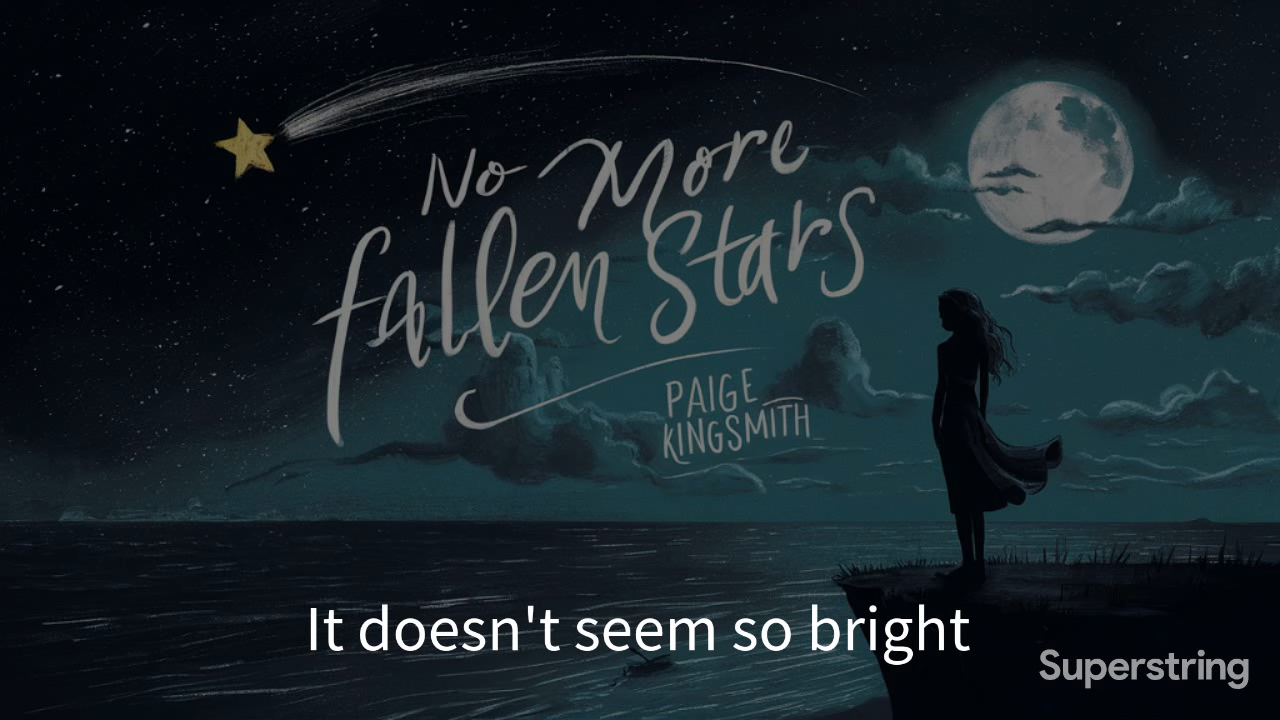 No More
fallen Stars
PAIGE
KINGSMITH
It doesn't seem so bright
Superstring